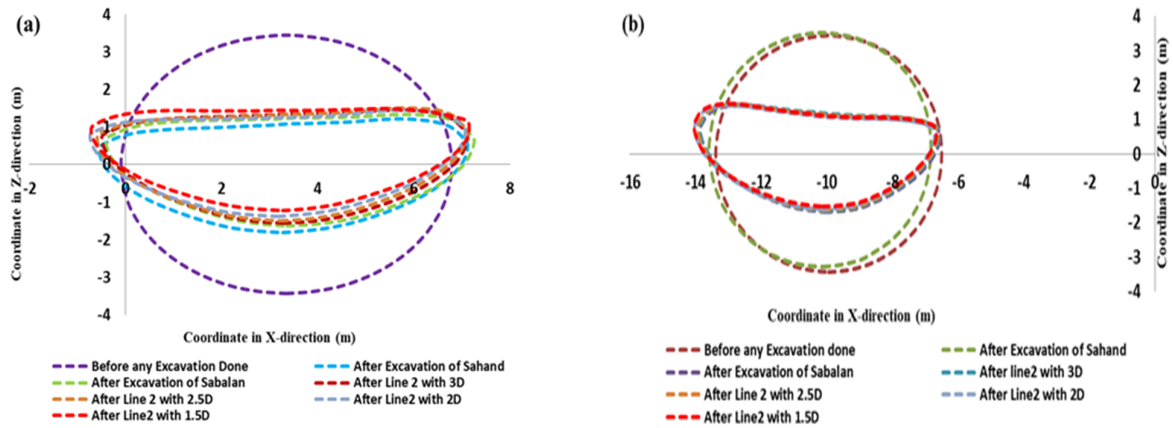 (a)
4
3
2
1
0
-1
-2
-3
-4
-2 0 2 4 6 8
Coordinate in Z-direction (m)
Coordinate in X-direction (m)
Before any Excavation Done
After Excavation of Sahand
After Excavation of Sabalan
After Line 2 with 3D
After Line 2 with 2.5D
After Line2 with 2D
After Line2 with 1.5D
(b)
4
3
2
1
0
-1
-2
-3
-4
-16 -14 -12 -10 -8 -6 -4 -2 0
Coordinate in Z-direction (m)
Coordinate in X-direction (m)
Before any Excavation done
After Excavation of Sahand
After Excavation of Sabalan
After line2 with 3D
After Line 2 with 2.5D
After Line2 with 2D
After Line2 with 1.5D